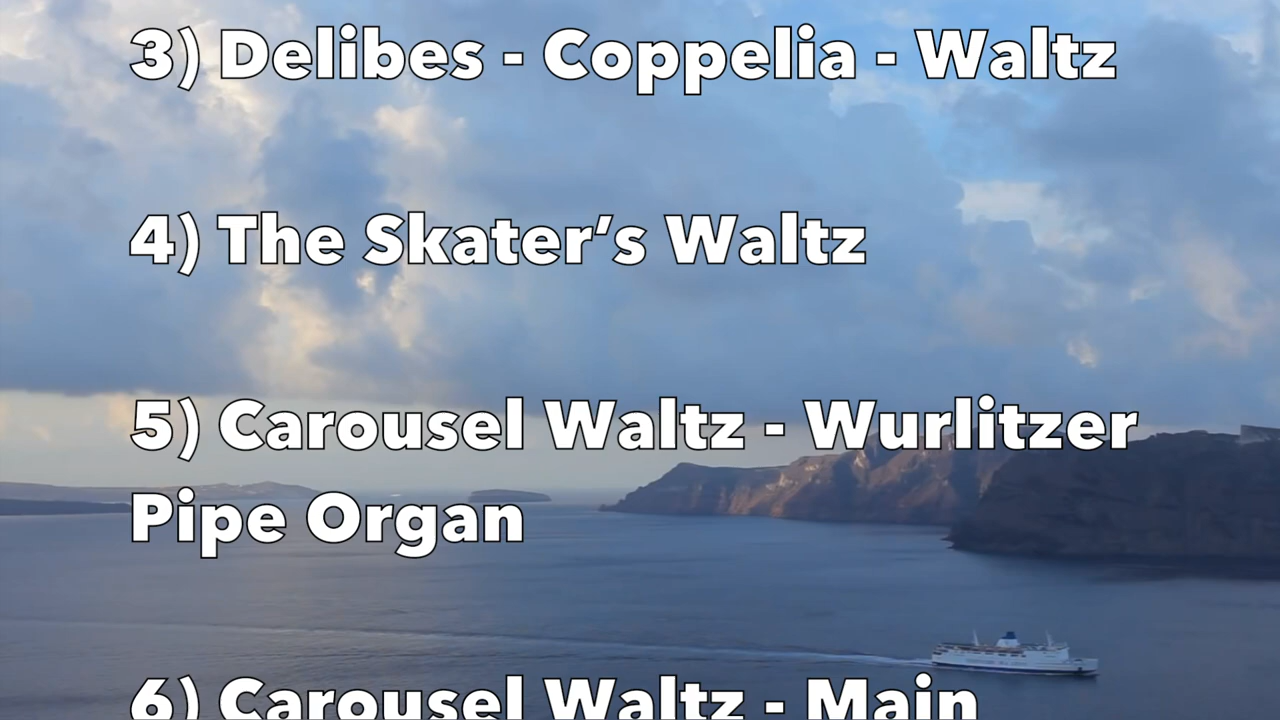 3) Delibes - Coppelia - Waltz
4) The Skater’s Waltz
5) Carousel Waltz - Wurlitzer
Pipe Organ
6) Carousel Waltz - Main